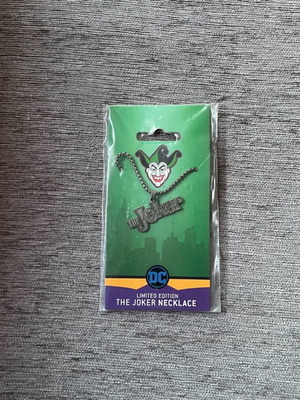 THE JOKER
DC
LIMITED EDITION
THE JOKER NECKLACE